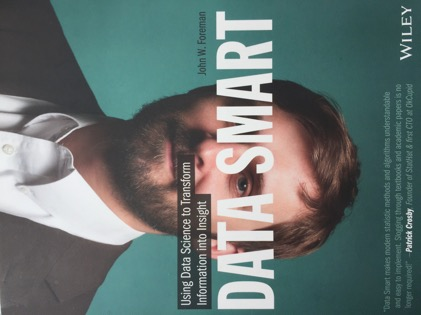 John W. Foreman
DATA SMART
Using Data Science to Transform
Information into Insight
"Data Smart makes modern statistic methods and algorithms understandable
and easy to implement. Slogging through textbooks and academic papers is no
longer required!" —Patrick Crosby, Founder of StatHat & first CTO at OkCupid
WILEY